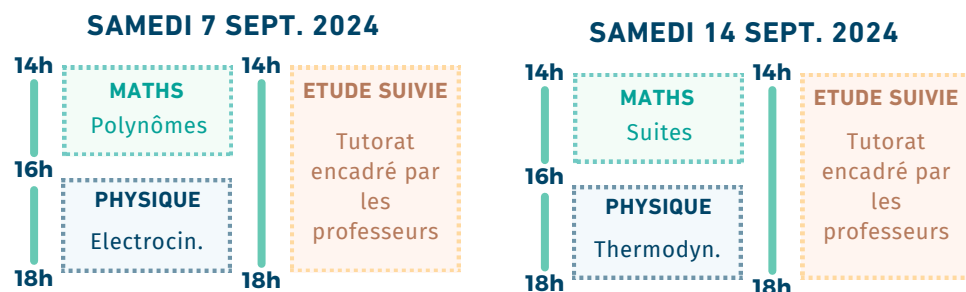 SAMEDI 7 SEPT. 2024
14h
MATHS
Polynômes
16h
PHYSIQUE
Electrocin.
18h
14h
ETUDE SUIVIE
Tutorat
encadré par
les
professeurs
18h
SAMEDI 14 SEPT. 2024
14h
MATHS
Suites
16h
PHYSIQUE
Thermodyn.
18h
14h
ETUDE SUIVIE
Tutorat
encadré par
les
professeurs
18h